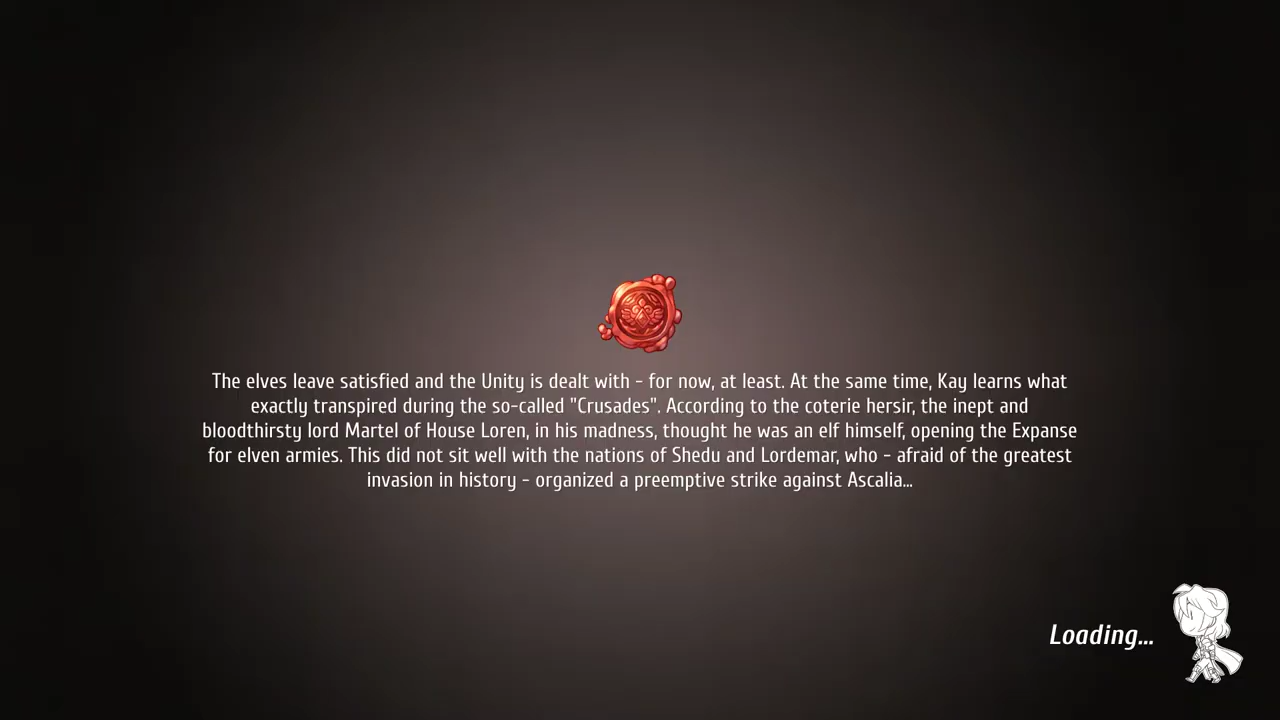 The elves leave satisfied and the Unity is dealt with - for now, at least. At the same time, Kay learns what
exactly transpired during the so-called "Crusades". According to the coterie hersir, the inept and
bloodthirsty lord Martel of House Loren, in his madness, thought he was an elf himself, opening the Expanse
for elven armies. This did not sit well with the nations of Shedu and Lordemar, who - afraid of the greatest
invasion in history - organized a preemptive strike against Ascalia...
Loading...